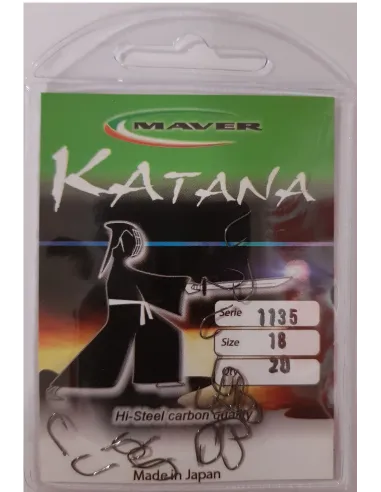 MAVER
KATANA
Serie 1135
Size 18
Qty 20
Hi-Steel carbon quality
Made in Japan